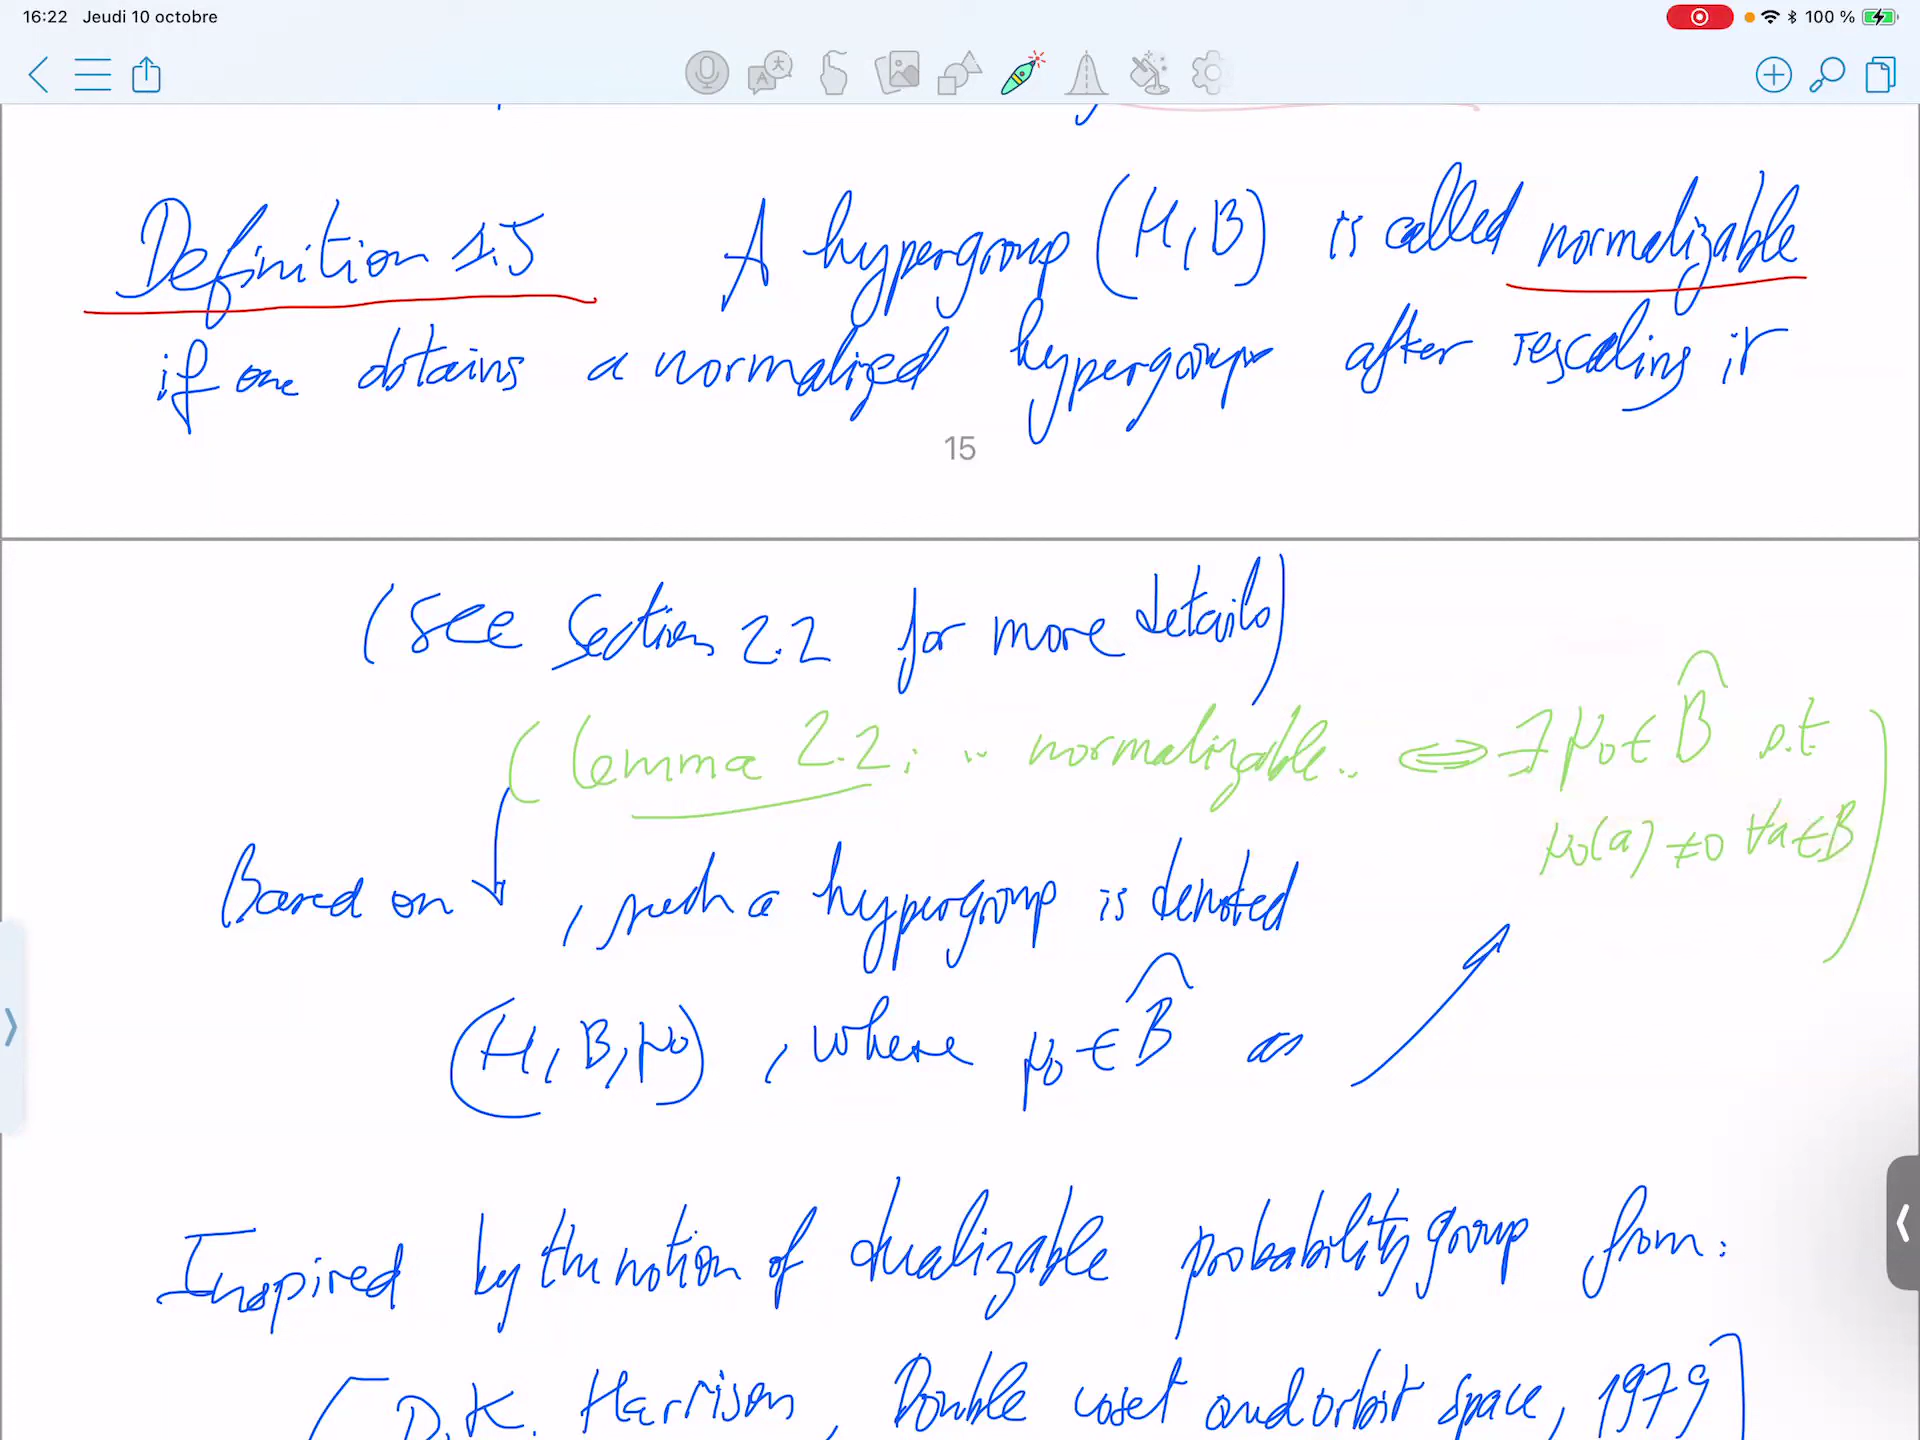 16:22 Jeudi 10 octobre 100 %
Definition 1.5 A hypergroup (H, B) is called normalizable
if one obtains a normalized hypergroup after rescaling it
15
(see Section 2.2 for more details)
(Lemma 2.2: .. normalizable.. ⟺ ∃ μ₀ ∈ B̂ s.t
μ₀(a) ≠ 0 ∀a ∈ B)
Based on ↓, such a hypergroup is denoted
(H, B, μ₀), where μ₀ ∈ B̂ as ↗
Inspired by the notion of dualizable probability group from:
[D.K. Harrison, Double coset and orbit space, 1979]